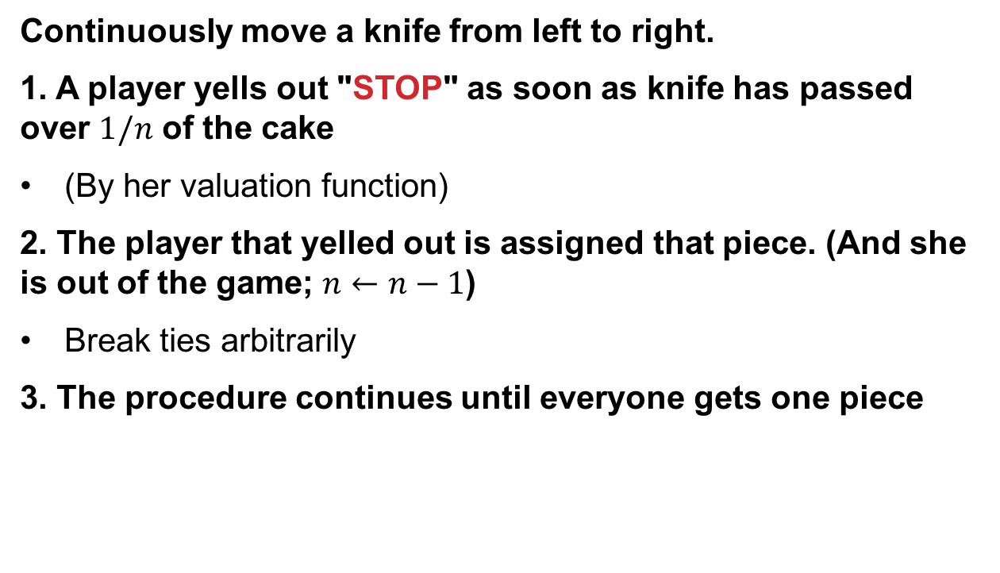 Continuously move a knife from left to right.
1. A player yells out "STOP" as soon as knife has passed
over 1/n of the cake
• (By her valuation function)
2. The player that yelled out is assigned that piece. (And she
is out of the game; n ← n − 1)
• Break ties arbitrarily
3. The procedure continues until everyone gets one piece